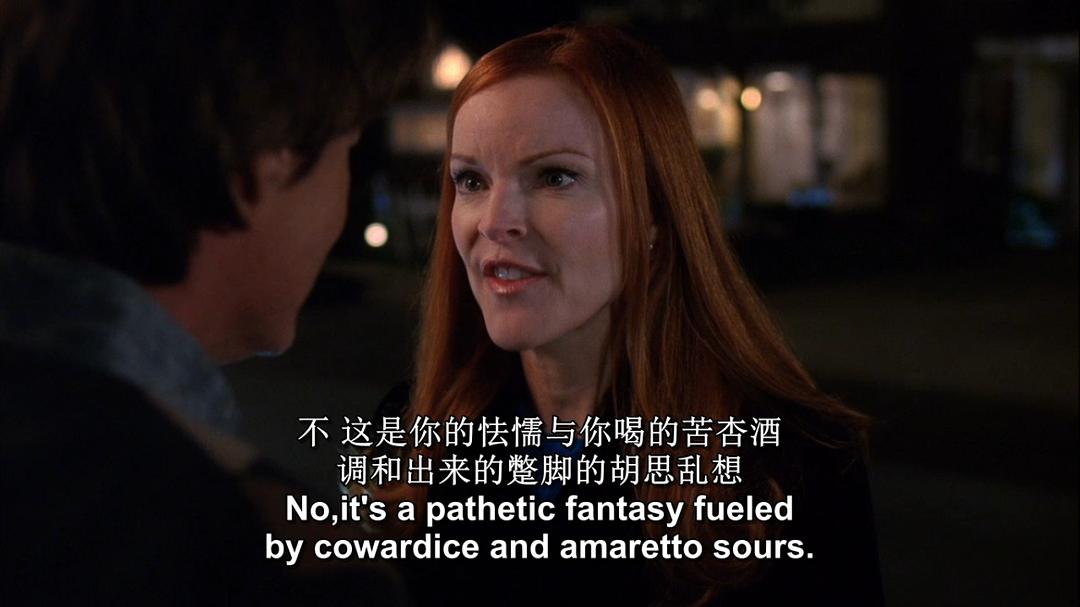 不 这是你的怯懦与你喝的苦杏酒
调和出来的蹩脚的胡思乱想
No,it's a pathetic fantasy fueled
by cowardice and amaretto sours.